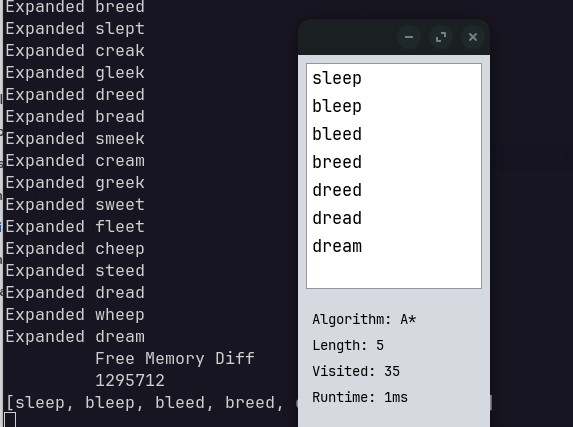 Expanded breed
Expanded slept
Expanded creak
Expanded gleek
Expanded dreed
Expanded bread
Expanded smeek
Expanded cream
Expanded greek
Expanded sweet
Expanded fleet
Expanded cheep
Expanded steed
Expanded dread
Expanded wheep
Expanded dream
Free Memory Diff
1295712
[sleep, bleep, bleed, breed, ]
sleep
bleep
bleed
breed
dreed
dread
dream
Algorithm: A*
Length: 5
Visited: 35
Runtime: 1ms